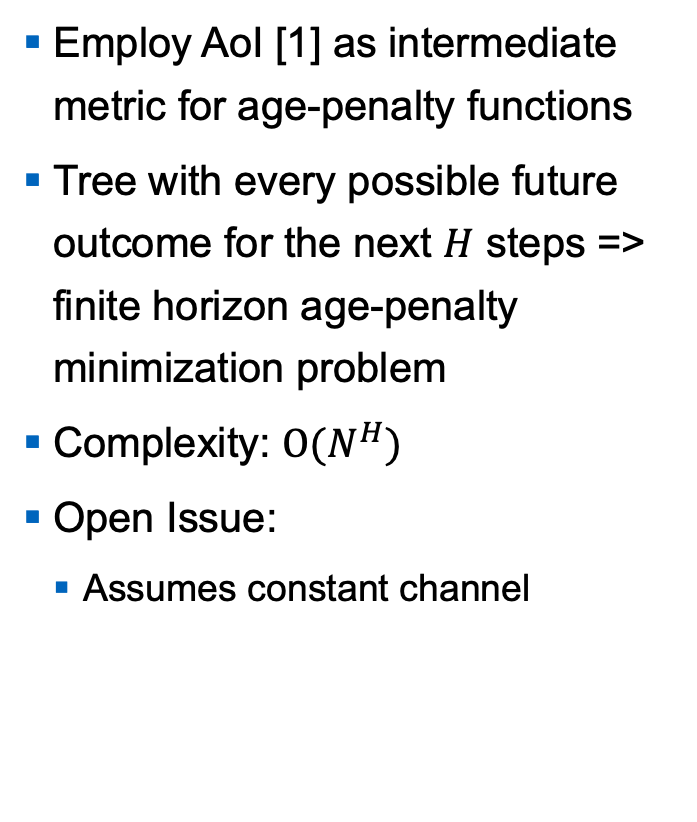 ▪ Employ AoI [1] as intermediate
metric for age-penalty functions
▪ Tree with every possible future
outcome for the next H steps =>
finite horizon age-penalty
minimization problem
▪ Complexity: O(N^H)
▪ Open Issue:
▪ Assumes constant channel